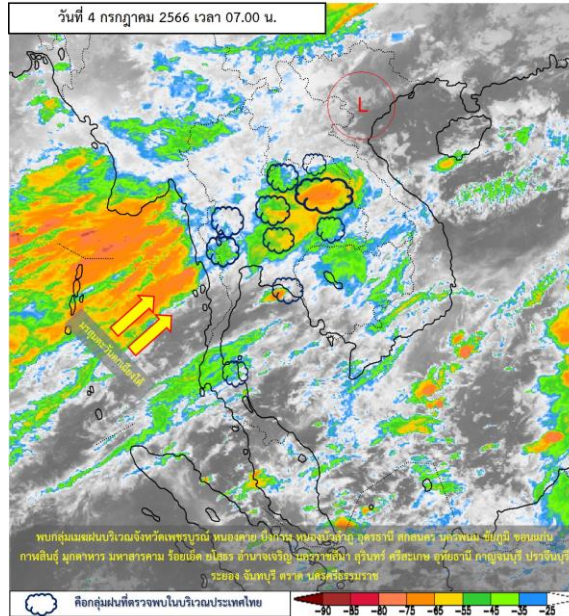 วันที่ 4 กรกฎาคม 2566 เวลา 07.00 น.
L
มรสุมตะวันตกเฉียงใต้
พบกลุ่มเมฆฝนบริเวณจังหวัดเพชรบูรณ์ หนองคาย บึงกาฬ หนองบัวลำภู อุดรธานี สกลนคร นครพนม ชัยภูมิ ขอนแก่น
กาฬสินธุ์ มุกดาหาร มหาสารคาม ร้อยเอ็ด ยโสธร อำนาจเจริญ นครราชสีมา สุรินทร์ ศรีสะเกษ อุทัยธานี กาญจนบุรี ปราจีนบุรี
ระยอง จันทบุรี ตราด นครศรีธรรมราช
คือกลุ่มฝนที่ตรวจพบในบริเวณประเทศไทย
-90 -85 -80 -75 -65 -55 -45 -35 -25